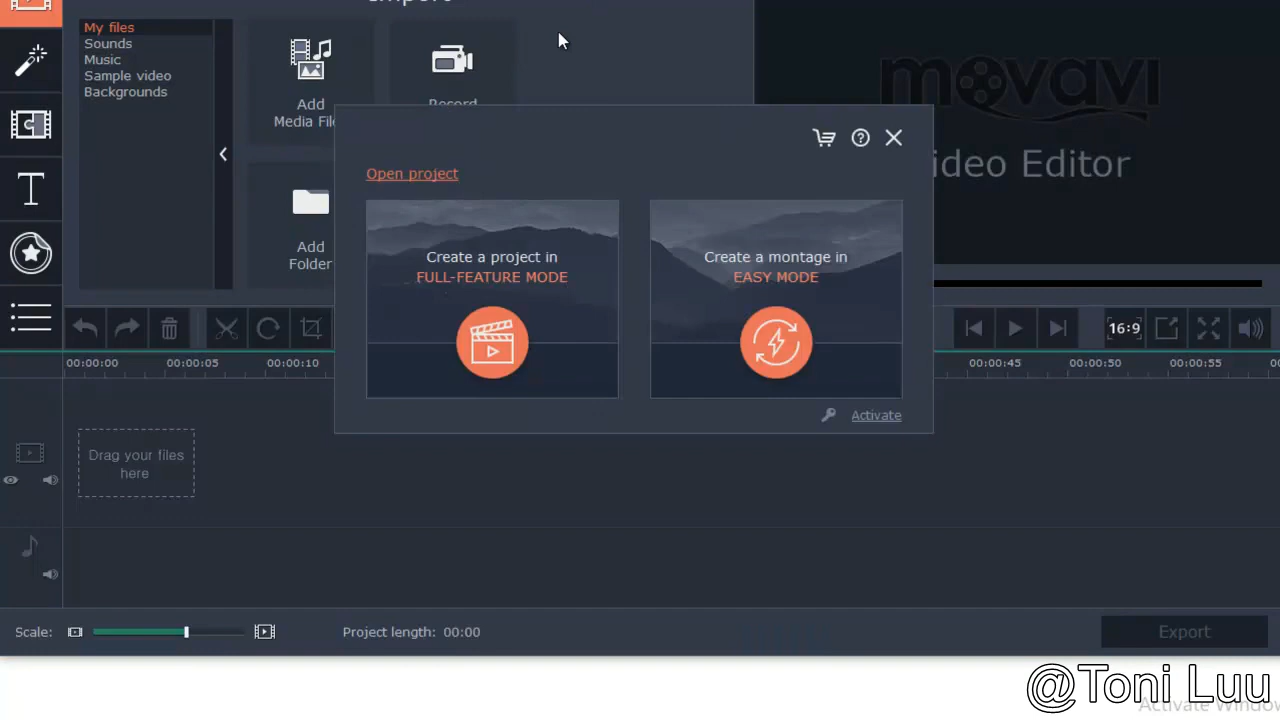 Import
My files
Sounds
Music
Sample video
Backgrounds
Add
Media Fil
Record
Add
Folder
movavi
ideo Editor
Open project
Create a project in
FULL-FEATURE MODE
Create a montage in
EASY MODE
Activate
16:9
00:00:00
00:00:05
00:00:10
00:00:45
00:00:50
00:00:55
00
Drag your files
here
Scale:
Project length: 00:00
Export
@Toni Luu
Activate Window